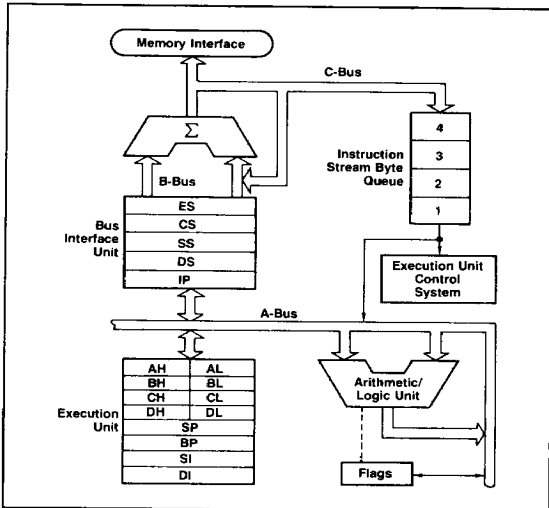 Memory Interface
C-Bus
Σ
B-Bus
4
3
2
1
Instruction
Stream Byte
Queue
Bus
Interface
Unit
ES
CS
SS
DS
IP
Execution Unit
Control
System
A-Bus
Execution
Unit
AH AL
BH BL
CH CL
DH DL
SP
BP
SI
DI
Arithmetic/
Logic Unit
Flags